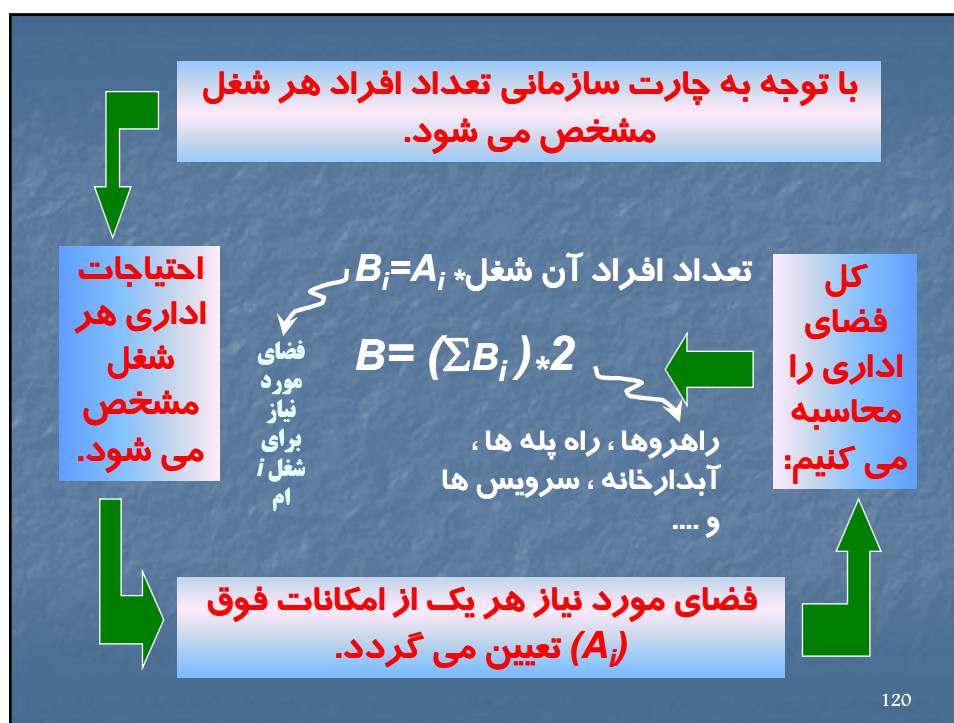 با توجه به چارت سازمانی تعداد افراد هر شغل
مشخص می شود.
احتیاجات
اداری هر
شغل
مشخص
می شود.
فضای مورد نیاز هر یک از امکانات فوق
(Ai) تعیین می گردد.
کل
فضای
اداری را
محاسبه
می کنیم:
Bi=Ai *تعداد افراد آن شغل
فضای
مورد
نیاز
برای
شغل i
ام
B= (ΣBi )*2
راهروها ، راه پله ها ،
آبدارخانه ، سرویس ها
و ....
120